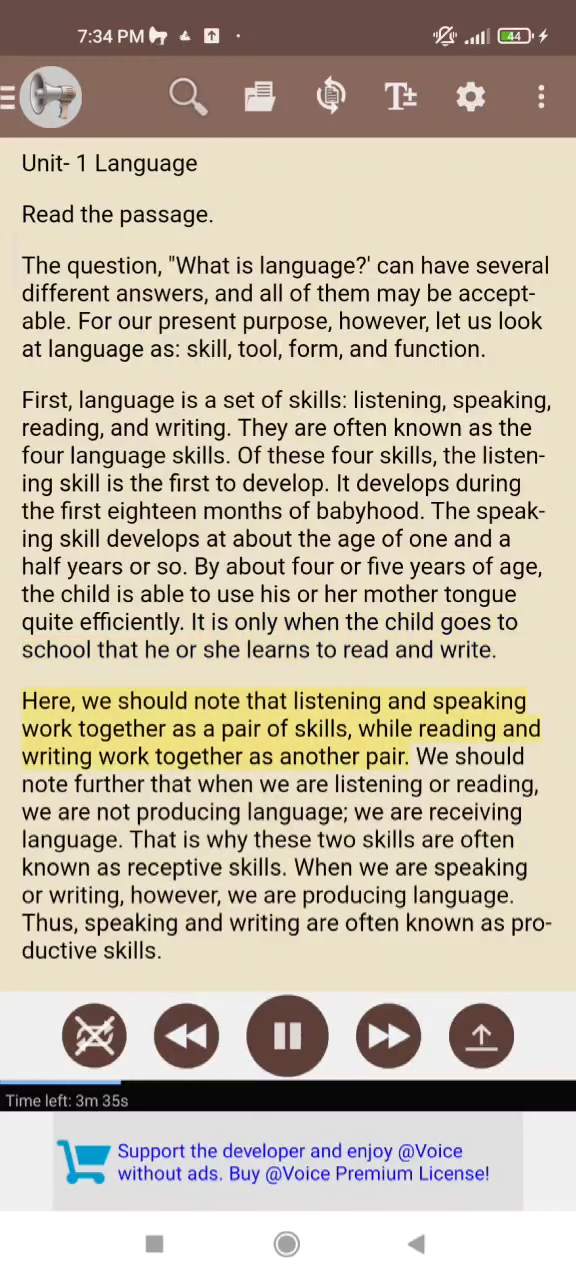 7:34 PM
44
T±
Unit- 1 Language
Read the passage.
The question, "What is language?' can have several
different answers, and all of them may be accept-
able. For our present purpose, however, let us look
at language as: skill, tool, form, and function.
First, language is a set of skills: listening, speaking,
reading, and writing. They are often known as the
four language skills. Of these four skills, the listen-
ing skill is the first to develop. It develops during
the first eighteen months of babyhood. The speak-
ing skill develops at about the age of one and a
half years or so. By about four or five years of age,
the child is able to use his or her mother tongue
quite efficiently. It is only when the child goes to
school that he or she learns to read and write.
Here, we should note that listening and speaking
work together as a pair of skills, while reading and
writing work together as another pair. We should
note further that when we are listening or reading,
we are not producing language; we are receiving
language. That is why these two skills are often
known as receptive skills. When we are speaking
or writing, however, we are producing language.
Thus, speaking and writing are often known as pro-
ductive skills.
Time left: 3m 35s
Support the developer and enjoy @Voice
without ads. Buy @Voice Premium License!